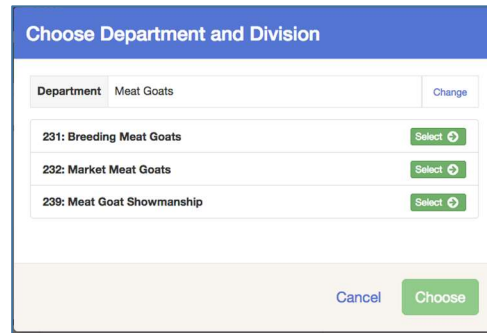 Choose Department and Division
Department Meat Goats Change
231: Breeding Meat Goats Select
232: Market Meat Goats Select
239: Meat Goat Showmanship Select
Cancel Choose